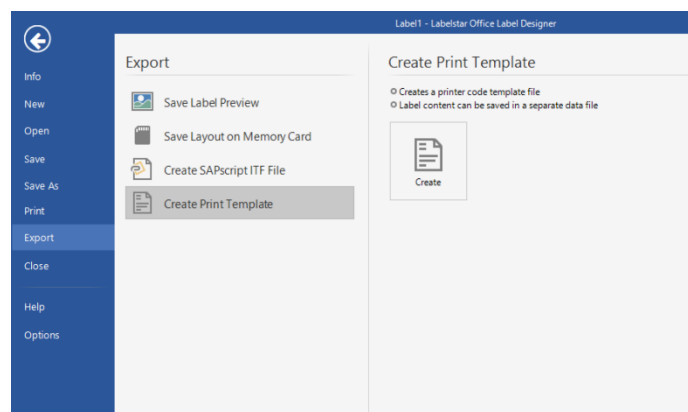 Label1 - Labelstar Office Label Designer
Info
New
Open
Save
Save As
Print
Export
Close
Help
Options
Export
Save Label Preview
Save Layout on Memory Card
Create SAPscript ITF File
Create Print Template
Create Print Template
Creates a printer code template file
Label content can be saved in a separate data file
Create